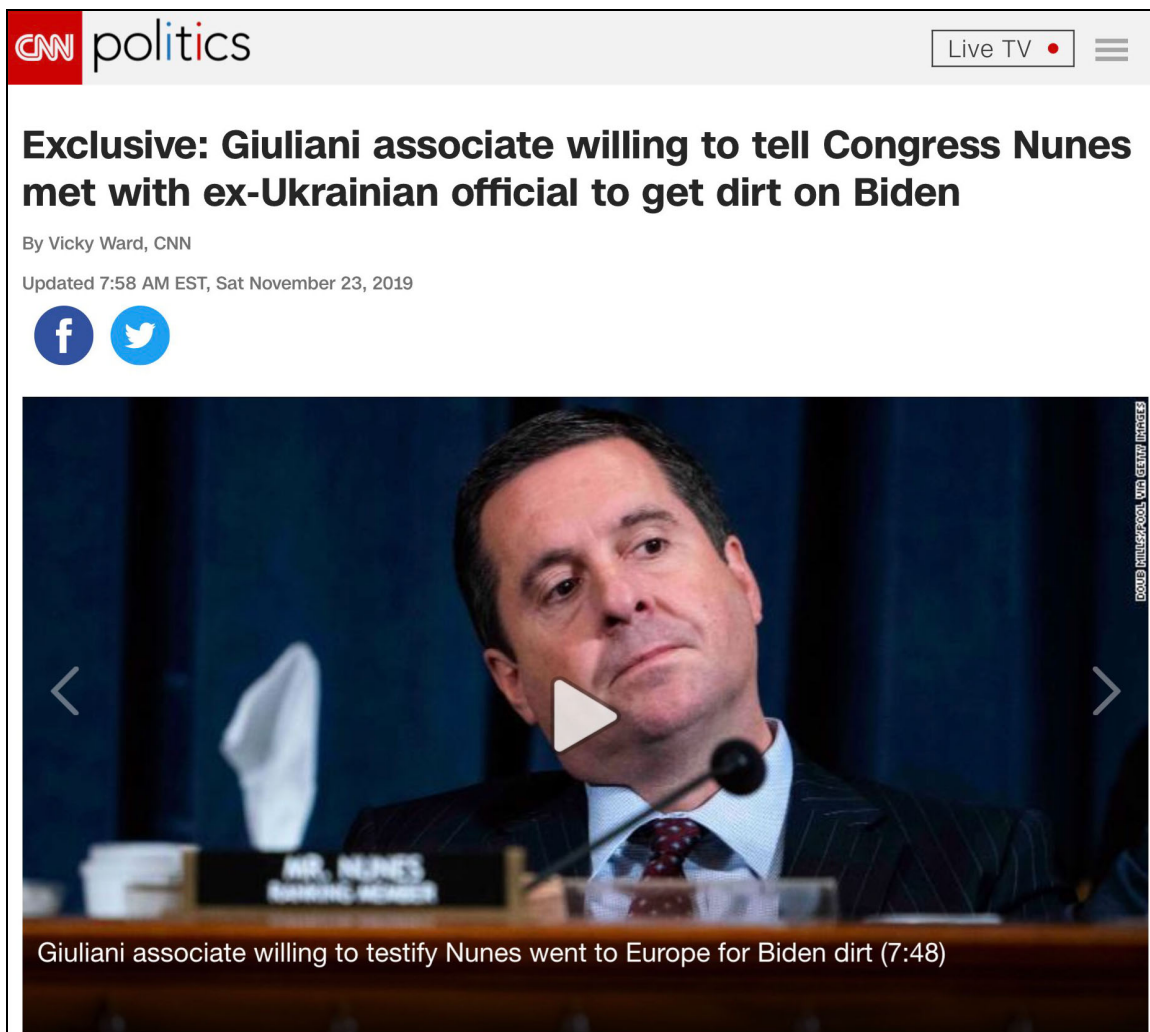 CNN politics
Live TV
Exclusive: Giuliani associate willing to tell Congress Nunes
met with ex-Ukrainian official to get dirt on Biden
By Vicky Ward, CNN
Updated 7:58 AM EST, Sat November 23, 2019
DOUG MILLS/POOL VIA GETTY IMAGES
MR. NUNES
RANKING MEMBER
Giuliani associate willing to testify Nunes went to Europe for Biden dirt (7:48)